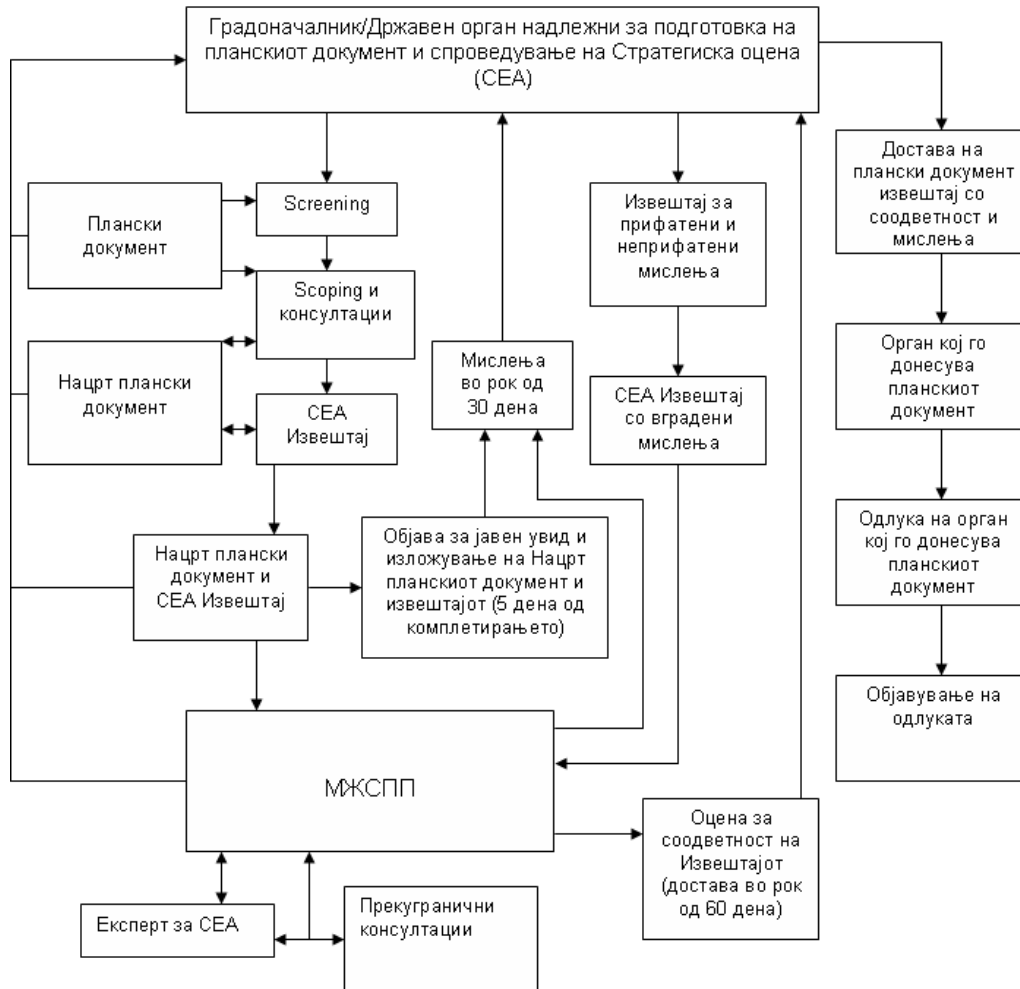 Градоначалник/Државен орган надлежни за подготовка на
планскиот документ и спроведување на Стратегиска оцена
(СЕА)
Плански
документ
Screening
Scoping и
консултации
Нацрт плански
документ
СЕА
Извештај
Нацрт плански
документ и
СЕА Извештај
Мислења
во рок од
30 дена
Објава за јавен увид и
изложување на Нацрт
планскиот документ и
извештајот (5 дена од
комплетирањето)
Извештај за
прифатени и
неприфатени
мислења
СЕА Извештај
со вградени
мислења
Достава на
плански документ
извештај со
соодветност и
мислења
Орган кој го
донесува
планскиот
документ
Одлука на орган
кој го донесува
планскиот
документ
Објавување на
одлуката
МЖСПП
Оцена за
соодветност на
Извештајот
(достава во рок
од 60 дена)
Експерт за СЕА
Прекугранични
консултации